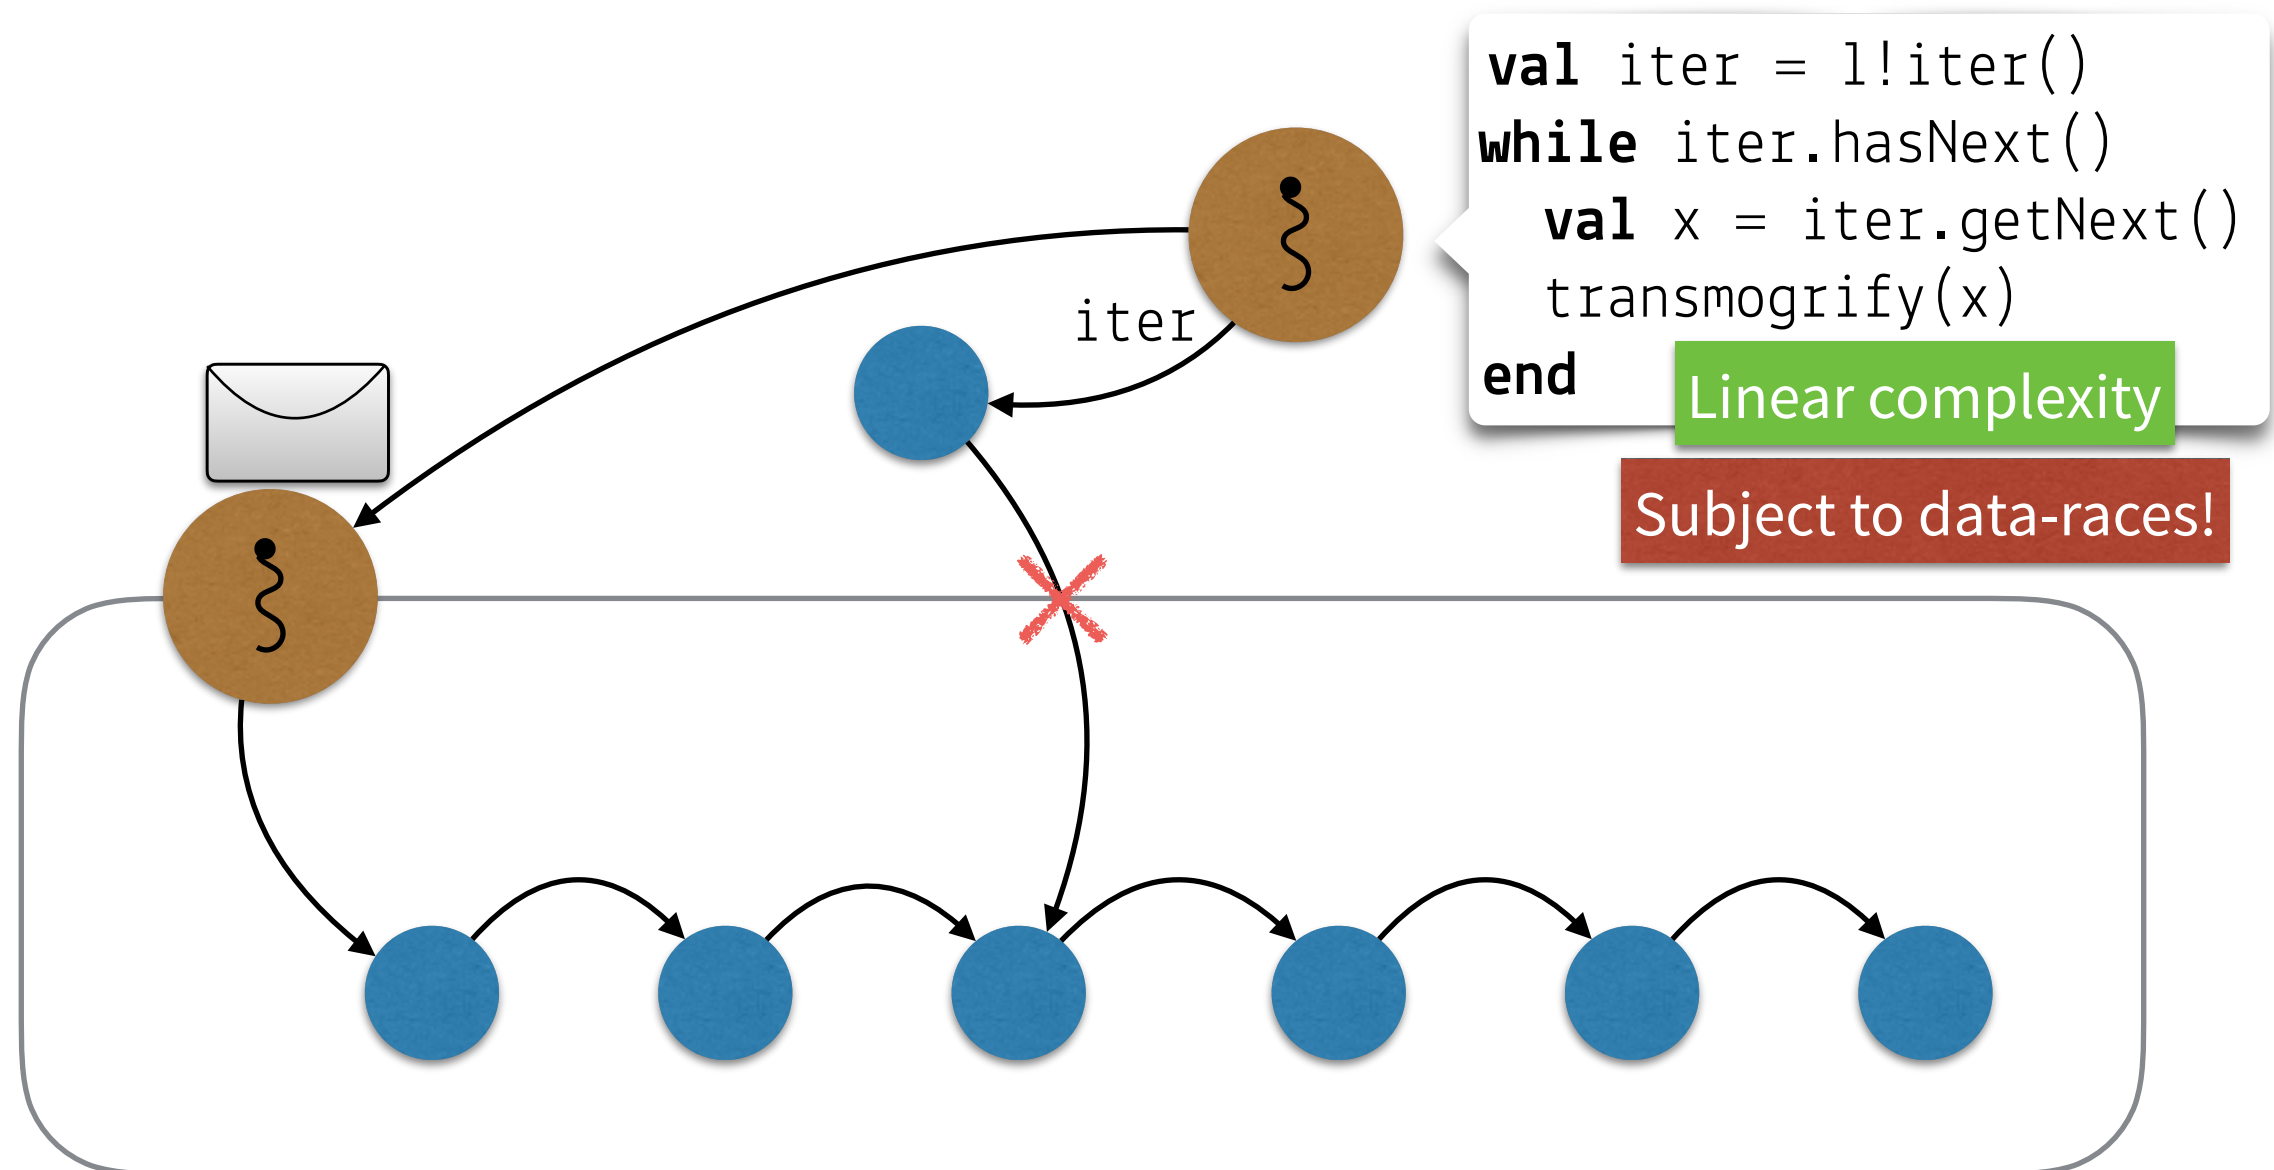 val iter = l!iter()
while iter.hasNext()
val x = iter.getNext()
transmogrify(x)
end
Linear complexity
Subject to data-races!
iter